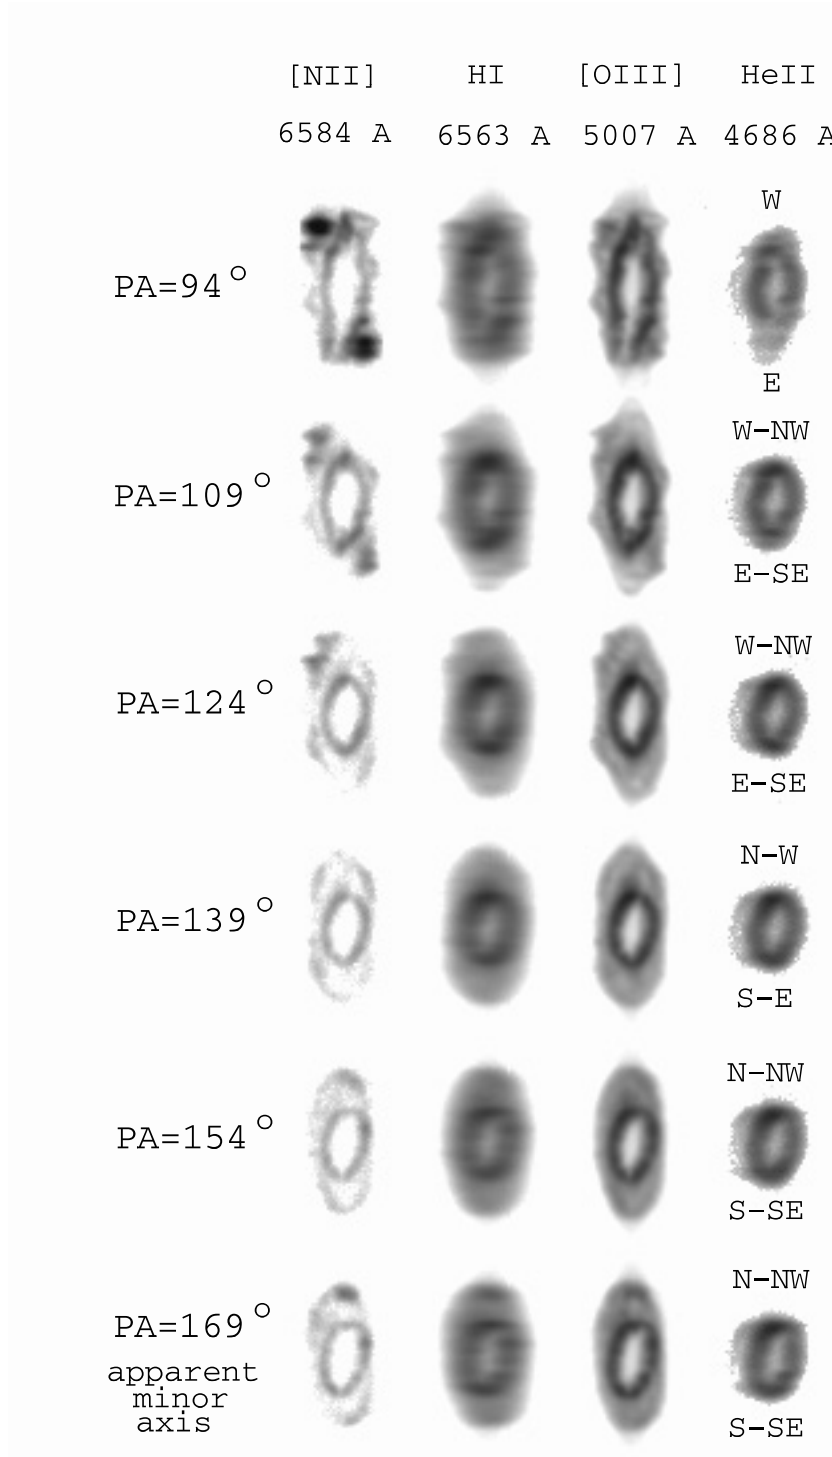 [NII] HI [OIII] HeII
6584 A 6563 A 5007 A 4686 A
W
PA=94°
E
W-NW
PA=109°
E-SE
W-NW
PA=124°
E-SE
N-W
PA=139°
S-E
N-NW
PA=154°
S-SE
N-NW
PA=169°
apparent
minor
axis
S-SE